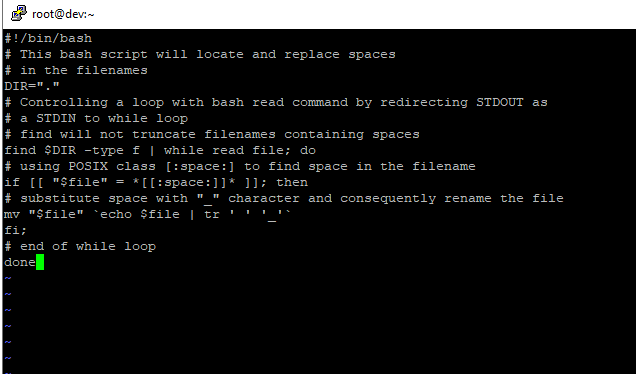 root@dev:~
#!/bin/bash
# This bash script will locate and replace spaces
# in the filenames
DIR="."
# Controlling a loop with bash read command by redirecting STDOUT as
# a STDIN to while loop
# find will not truncate filenames containing spaces
find $DIR -type f | while read file; do
# using POSIX class [:space:] to find space in the filename
if [[ "$file" = *[[:space:]]* ]]; then
# substitute space with "_" character and consequently rename the file
mv "$file" `echo $file | tr ' ' '_'`
fi;
# end of while loop
done
~
~
~
~
~
~
~